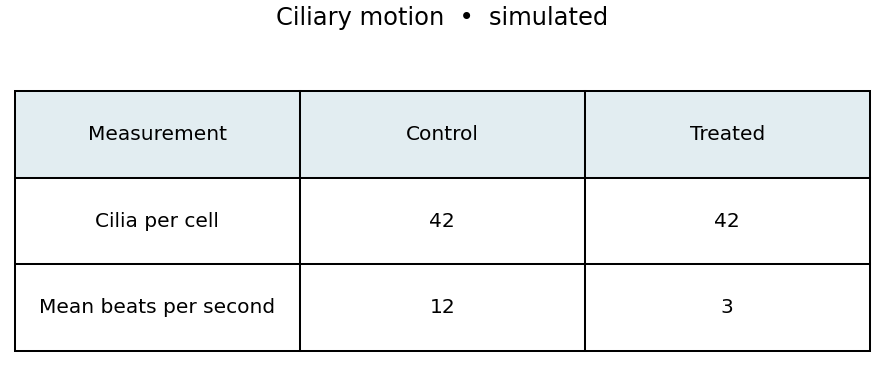 Ciliary motion • simulated
Measurement Control Treated
Cilia per cell 42 42
Mean beats per second 12 3